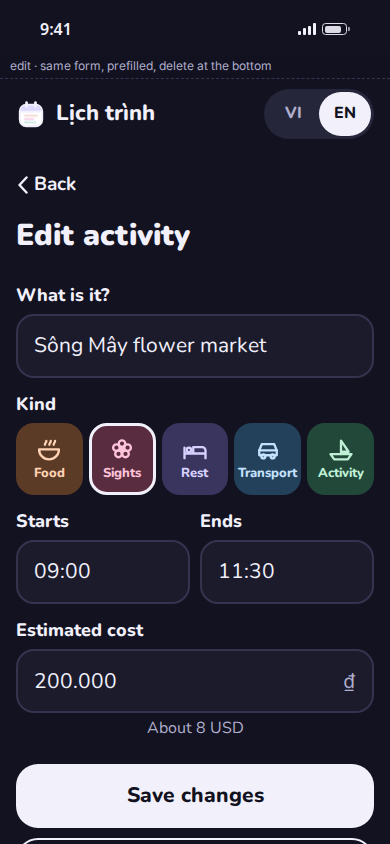 9:41
edit · same form, prefilled, delete at the bottom
Lịch trình
VI EN
Back
Edit activity
What is it?
Sông Mây flower market
Kind
Food Sights Rest Transport Activity
Starts Ends
09:00 11:30
Estimated cost
200.000 ₫
About 8 USD
Save changes